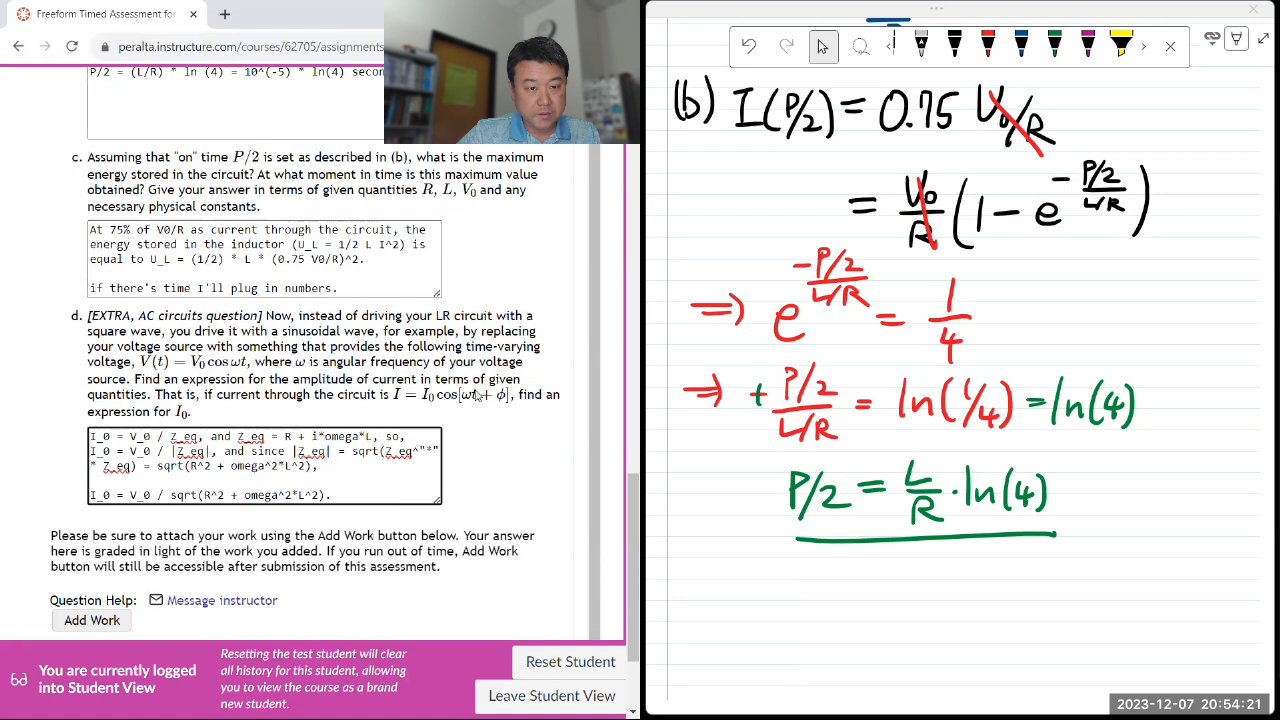 Freeform Timed Assessment for
peralta.instructure.com/courses/62705/assignments
P/2 = (L/R) * ln (4) = 10^(-5) * ln(4) secon
c. Assuming that "on" time P/2 is set as described in (b), what is the maximum
energy stored in the circuit? At what moment in time is this maximum value
obtained? Give your answer in terms of given quantities R, L, V₀ and any
necessary physical constants.
At 75% of V0/R as current through the circuit, the
energy stored in the inductor (U_L = 1/2 L I^2) is
equal to U_L = (1/2) * L * (0.75 V0/R)^2.
if there's time I'll plug in numbers.
d. [EXTRA, AC circuits question] Now, instead of driving your LR circuit with a
square wave, you drive it with a sinusoidal wave, for example, by replacing
your voltage source with something that provides the following time-varying
voltage, V(t) = V₀ cos ωt, where ω is angular frequency of your voltage
source. Find an expression for the amplitude of current in terms of given
quantities. That is, if current through the circuit is I = I₀ cos[ωt + φ], find an
expression for I₀.
I_0 = V_0 / Z_eq, and Z_eq = R + i*omega*L, so,
I_0 = V_0 / |Z_eq|, and since |Z_eq| = sqrt(Z_eq^"*"
* Z_eq) = sqrt(R^2 + omega^2*L^2),
I_0 = V_0 / sqrt(R^2 + omega^2*L^2).
Please be sure to attach your work using the Add Work button below. Your answer
here is graded in light of the work you added. If you run out of time, Add Work
button will still be accessible after submission of this assessment.
Question Help: Message instructor
Add Work
You are currently logged
into Student View
Resetting the test student will clear
all history for this student, allowing
you to view the course as a brand
new student.
Reset Student
Leave Student View
(b) I(P/2) = 0.75 V₀/R
= V₀/R (1 - e^(-(P/2)/(L/R)))
⇒ e^(-(P/2)/(L/R)) = 1/4
⇒ + (P/2)/(L/R) = ln(1/4) = ln(4)
P/2 = L/R · ln(4)
2023-12-07 20:54:21